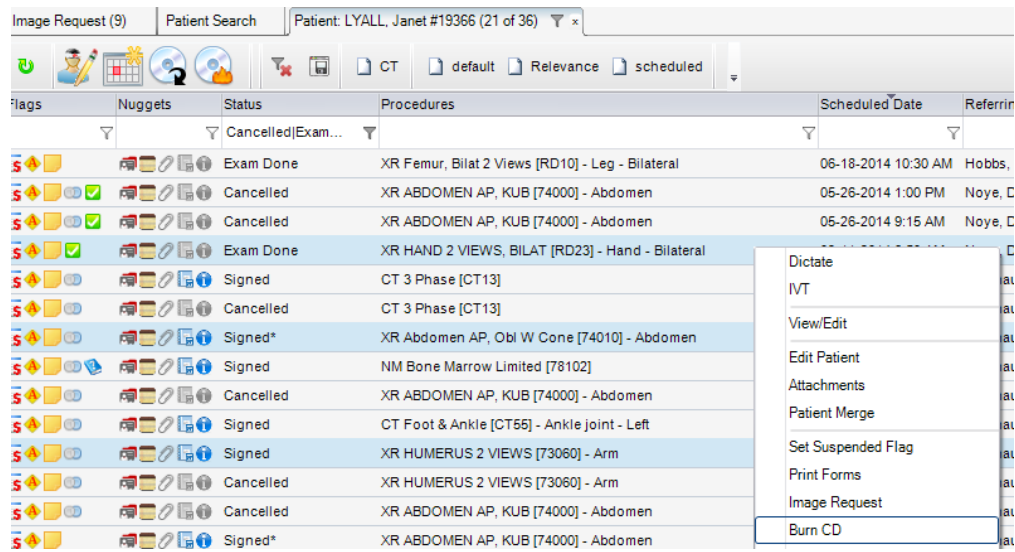 Image Request (9) Patient Search Patient: LYALL, Janet #19366 (21 of 36) ×
CT default Relevance scheduled
Flags Nuggets Status Procedures Scheduled Date Referrin
Cancelled|Exam...
Exam Done XR Femur, Bilat 2 Views [RD10] - Leg - Bilateral 06-18-2014 10:30 AM Hobbs,
Cancelled XR ABDOMEN AP, KUB [74000] - Abdomen 05-26-2014 1:00 PM Noye, D
Cancelled XR ABDOMEN AP, KUB [74000] - Abdomen 05-26-2014 9:15 AM Noye, D
Exam Done XR HAND 2 VIEWS, BILAT [RD23] - Hand - Bilateral
Signed CT 3 Phase [CT13]
Cancelled CT 3 Phase [CT13]
Signed* XR Abdomen AP, Obl W Cone [74010] - Abdomen
Signed NM Bone Marrow Limited [78102]
Cancelled XR ABDOMEN AP, KUB [74000] - Abdomen
Signed CT Foot & Ankle [CT55] - Ankle joint - Left
Signed XR HUMERUS 2 VIEWS [73060] - Arm
Cancelled XR HUMERUS 2 VIEWS [73060] - Arm
Cancelled XR ABDOMEN AP, KUB [74000] - Abdomen
Signed* XR ABDOMEN AP, KUB [74000] - Abdomen
Dictate
IVT
View/Edit
Edit Patient
Attachments
Patient Merge
Set Suspended Flag
Print Forms
Image Request
Burn CD